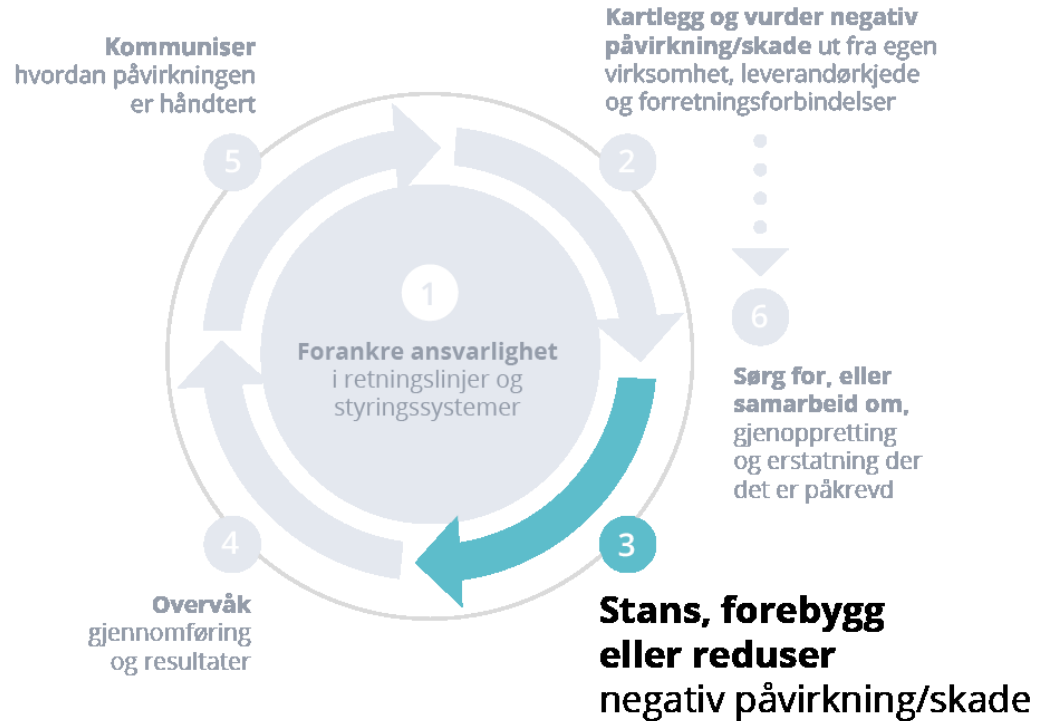 1
Forankre ansvarlighet
i retningslinjer og
styringssystemer
2
Kartlegg og vurder negativ
påvirkning/skade ut fra egen
virksomhet, leverandørkjede
og forretningsforbindelser
3
Stans, forebygg
eller reduser
negativ påvirkning/skade
4
Overvåk
gjennomføring
og resultater
5
Kommuniser
hvordan påvirkningen
er håndtert
6
Sørg for, eller
samarbeid om,
gjenoppretting
og erstatning der
det er påkrevd